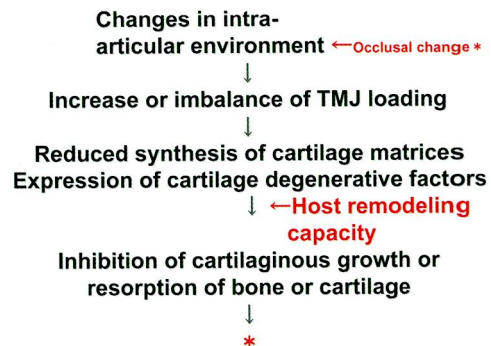 Changes in intra-
articular environment ←Occlusal change *
↓
Increase or imbalance of TMJ loading
↓
Reduced synthesis of cartilage matrices
Expression of cartilage degenerative factors
↓ ←Host remodeling
capacity
Inhibition of cartilaginous growth or
resorption of bone or cartilage
↓
*